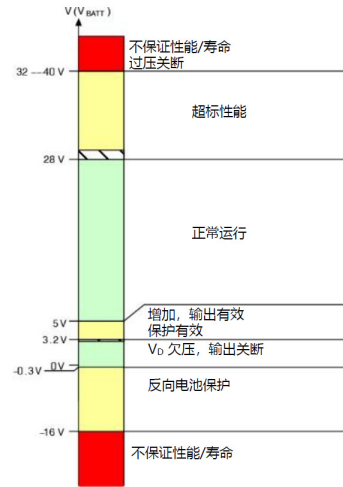 V (V BATT)
不保证性能/寿命
过压关断
32 --40 V
超标性能
28 V
正常运行
增加, 输出有效
5 V
保护有效
3.2 V
VD 欠压, 输出关断
0V
-0.3 V
反向电池保护
-16 V
不保证性能/寿命